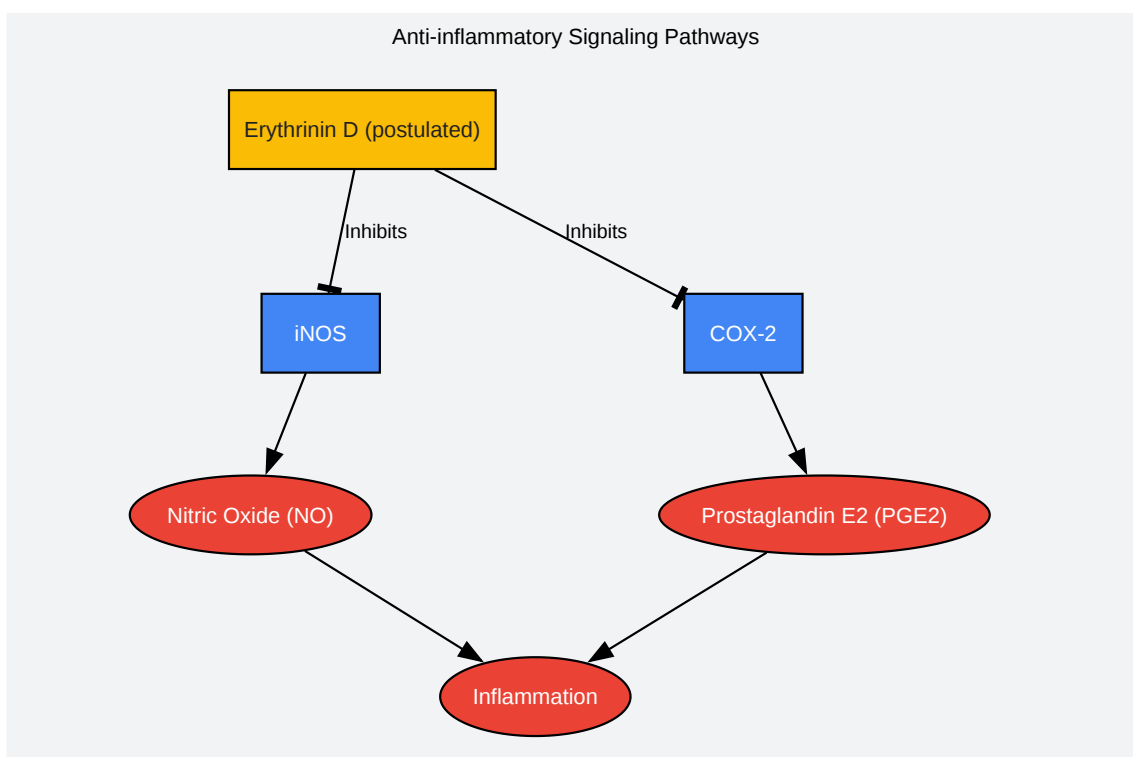 Anti-inflammatory Signaling Pathways
Erythrinin D (postulated)
Inhibits
Inhibits
iNOS
COX-2
Nitric Oxide (NO)
Prostaglandin E2 (PGE2)
Inflammation